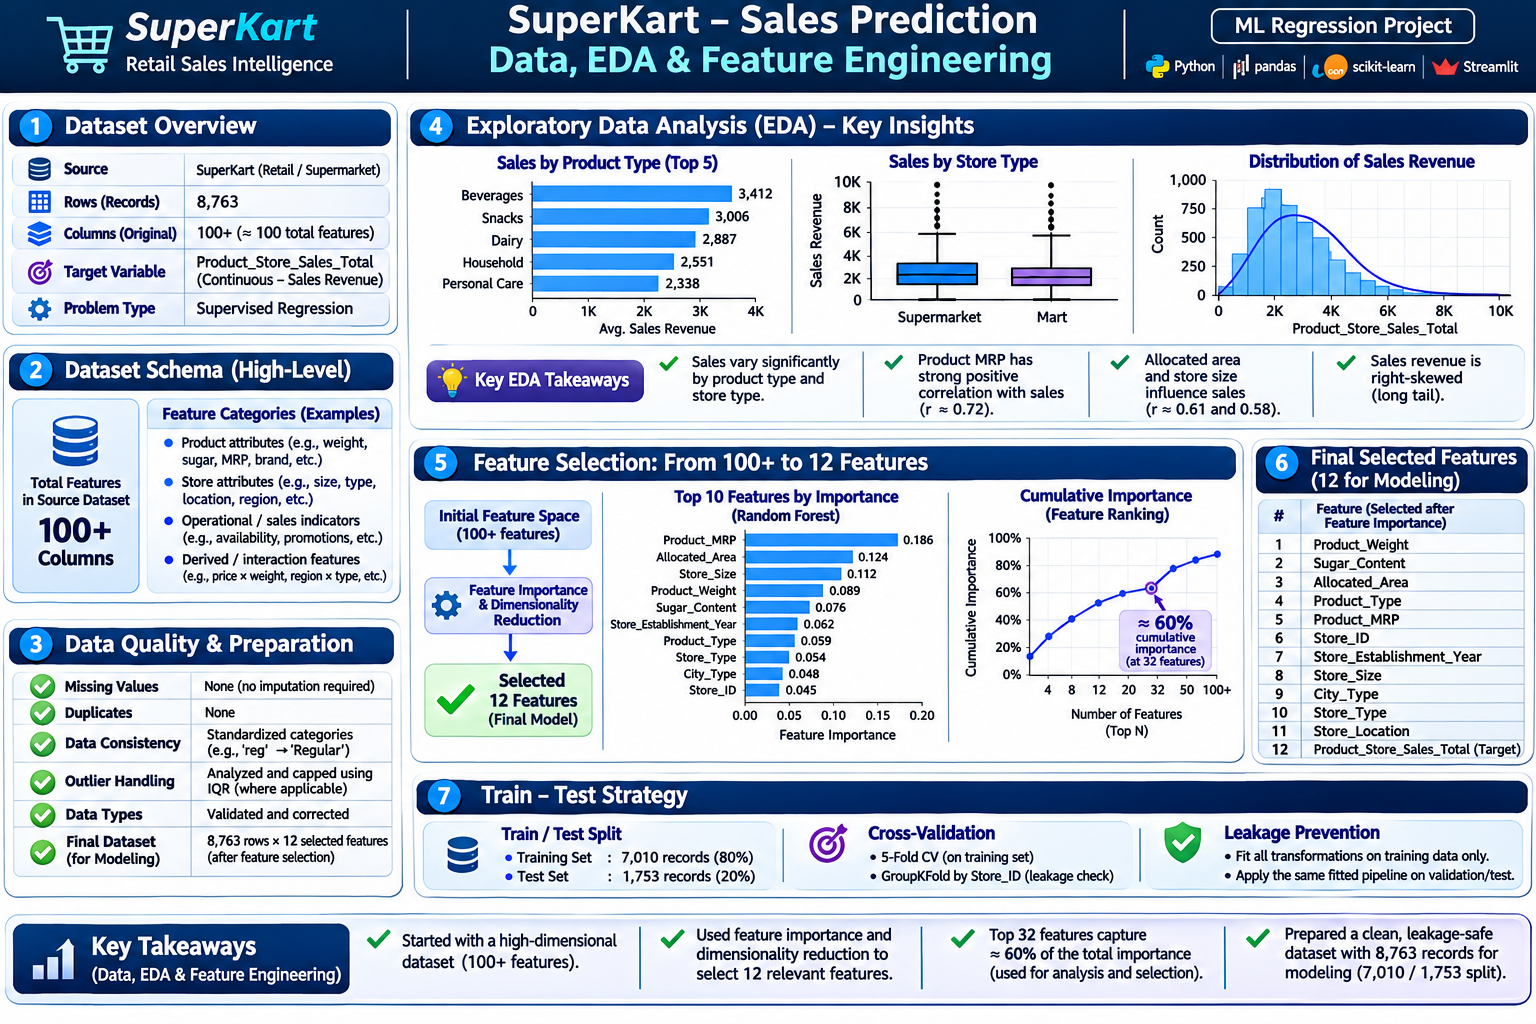 SuperKart
Retail Sales Intelligence
SuperKart – Sales Prediction
Data, EDA & Feature Engineering
ML Regression Project
Python
pandas
scikit-learn
Streamlit
1 Dataset Overview
Source SuperKart (Retail / Supermarket)
Rows (Records) 8,763
Columns (Original) 100+ (≈ 100 total features)
Target Variable Product_Store_Sales_Total
(Continuous – Sales Revenue)
Problem Type Supervised Regression
2 Dataset Schema (High-Level)
Total Features
in Source Dataset
100+
Columns
Feature Categories (Examples)
• Product attributes (e.g., weight,
sugar, MRP, brand, etc.)
• Store attributes (e.g., size, type,
location, region, etc.)
• Operational / sales indicators
(e.g., availability, promotions, etc.)
• Derived / interaction features
(e.g., price × weight, region × type, etc.)
3 Data Quality & Preparation
Missing Values None (no imputation required)
Duplicates None
Data Consistency Standardized categories
(e.g., 'reg' → 'Regular')
Outlier Handling Analyzed and capped using
IQR (where applicable)
Data Types Validated and corrected
Final Dataset
(for Modeling)
8,763 rows × 12 selected features
(after feature selection)
4 Exploratory Data Analysis (EDA) – Key Insights
Sales by Product Type (Top 5)
Beverages 3,412
Snacks 3,006
Dairy 2,887
Household 2,551
Personal Care 2,338
0 1K 2K 3K 4K
Avg. Sales Revenue
Sales by Store Type
Sales Revenue
10K
8K
6K
4K
2K
0
Supermarket Mart
Distribution of Sales Revenue
Count
1,000
750
500
250
0
0 2K 4K 6K 8K 10K
Product_Store_Sales_Total
Key EDA Takeaways
Sales vary significantly
by product type and
store type.
Product MRP has
strong positive
correlation with sales
(r ≈ 0.72).
Allocated area
and store size
influence sales
(r ≈ 0.61 and 0.58).
Sales revenue is
right-skewed
(long tail).
5 Feature Selection: From 100+ to 12 Features
Initial Feature Space
(100+ features)
Feature Importance
& Dimensionality
Reduction
Selected
12 Features
(Final Model)
Top 10 Features by Importance
(Random Forest)
Product_MRP 0.186
Allocated_Area 0.124
Store_Size 0.112
Product_Weight 0.089
Sugar_Content 0.076
Store_Establishment_Year 0.062
Product_Type 0.059
Store_Type 0.054
City_Type 0.048
Store_ID 0.045
0.00 0.05 0.10 0.15 0.20
Feature Importance
Cumulative Importance
(Feature Ranking)
Cumulative Importance
100%
80%
60%
40%
20%
0%
≈ 60%
cumulative
importance
(at 32 features)
4 8 12 20 32 50 100+
Number of Features
(Top N)
6 Final Selected Features
(12 for Modeling)
# Feature (Selected after
Feature Importance)
1 Product_Weight
2 Sugar_Content
3 Allocated_Area
4 Product_Type
5 Product_MRP
6 Store_ID
7 Store_Establishment_Year
8 Store_Size
9 City_Type
10 Store_Type
11 Store_Location
12 Product_Store_Sales_Total (Target)
7 Train – Test Strategy
Train / Test Split
• Training Set : 7,010 records (80%)
• Test Set : 1,753 records (20%)
Cross-Validation
• 5-Fold CV (on training set)
• GroupKFold by Store_ID (leakage check)
Leakage Prevention
• Fit all transformations on training data only.
• Apply the same fitted pipeline on validation/test.
Key Takeaways
(Data, EDA & Feature Engineering)
Started with a high-dimensional
dataset (100+ features).
Used feature importance and
dimensionality reduction to
select 12 relevant features.
Top 32 features capture
≈ 60% of the total importance
(used for analysis and selection).
Prepared a clean, leakage-safe
dataset with 8,763 records for
modeling (7,010 / 1,753 split).